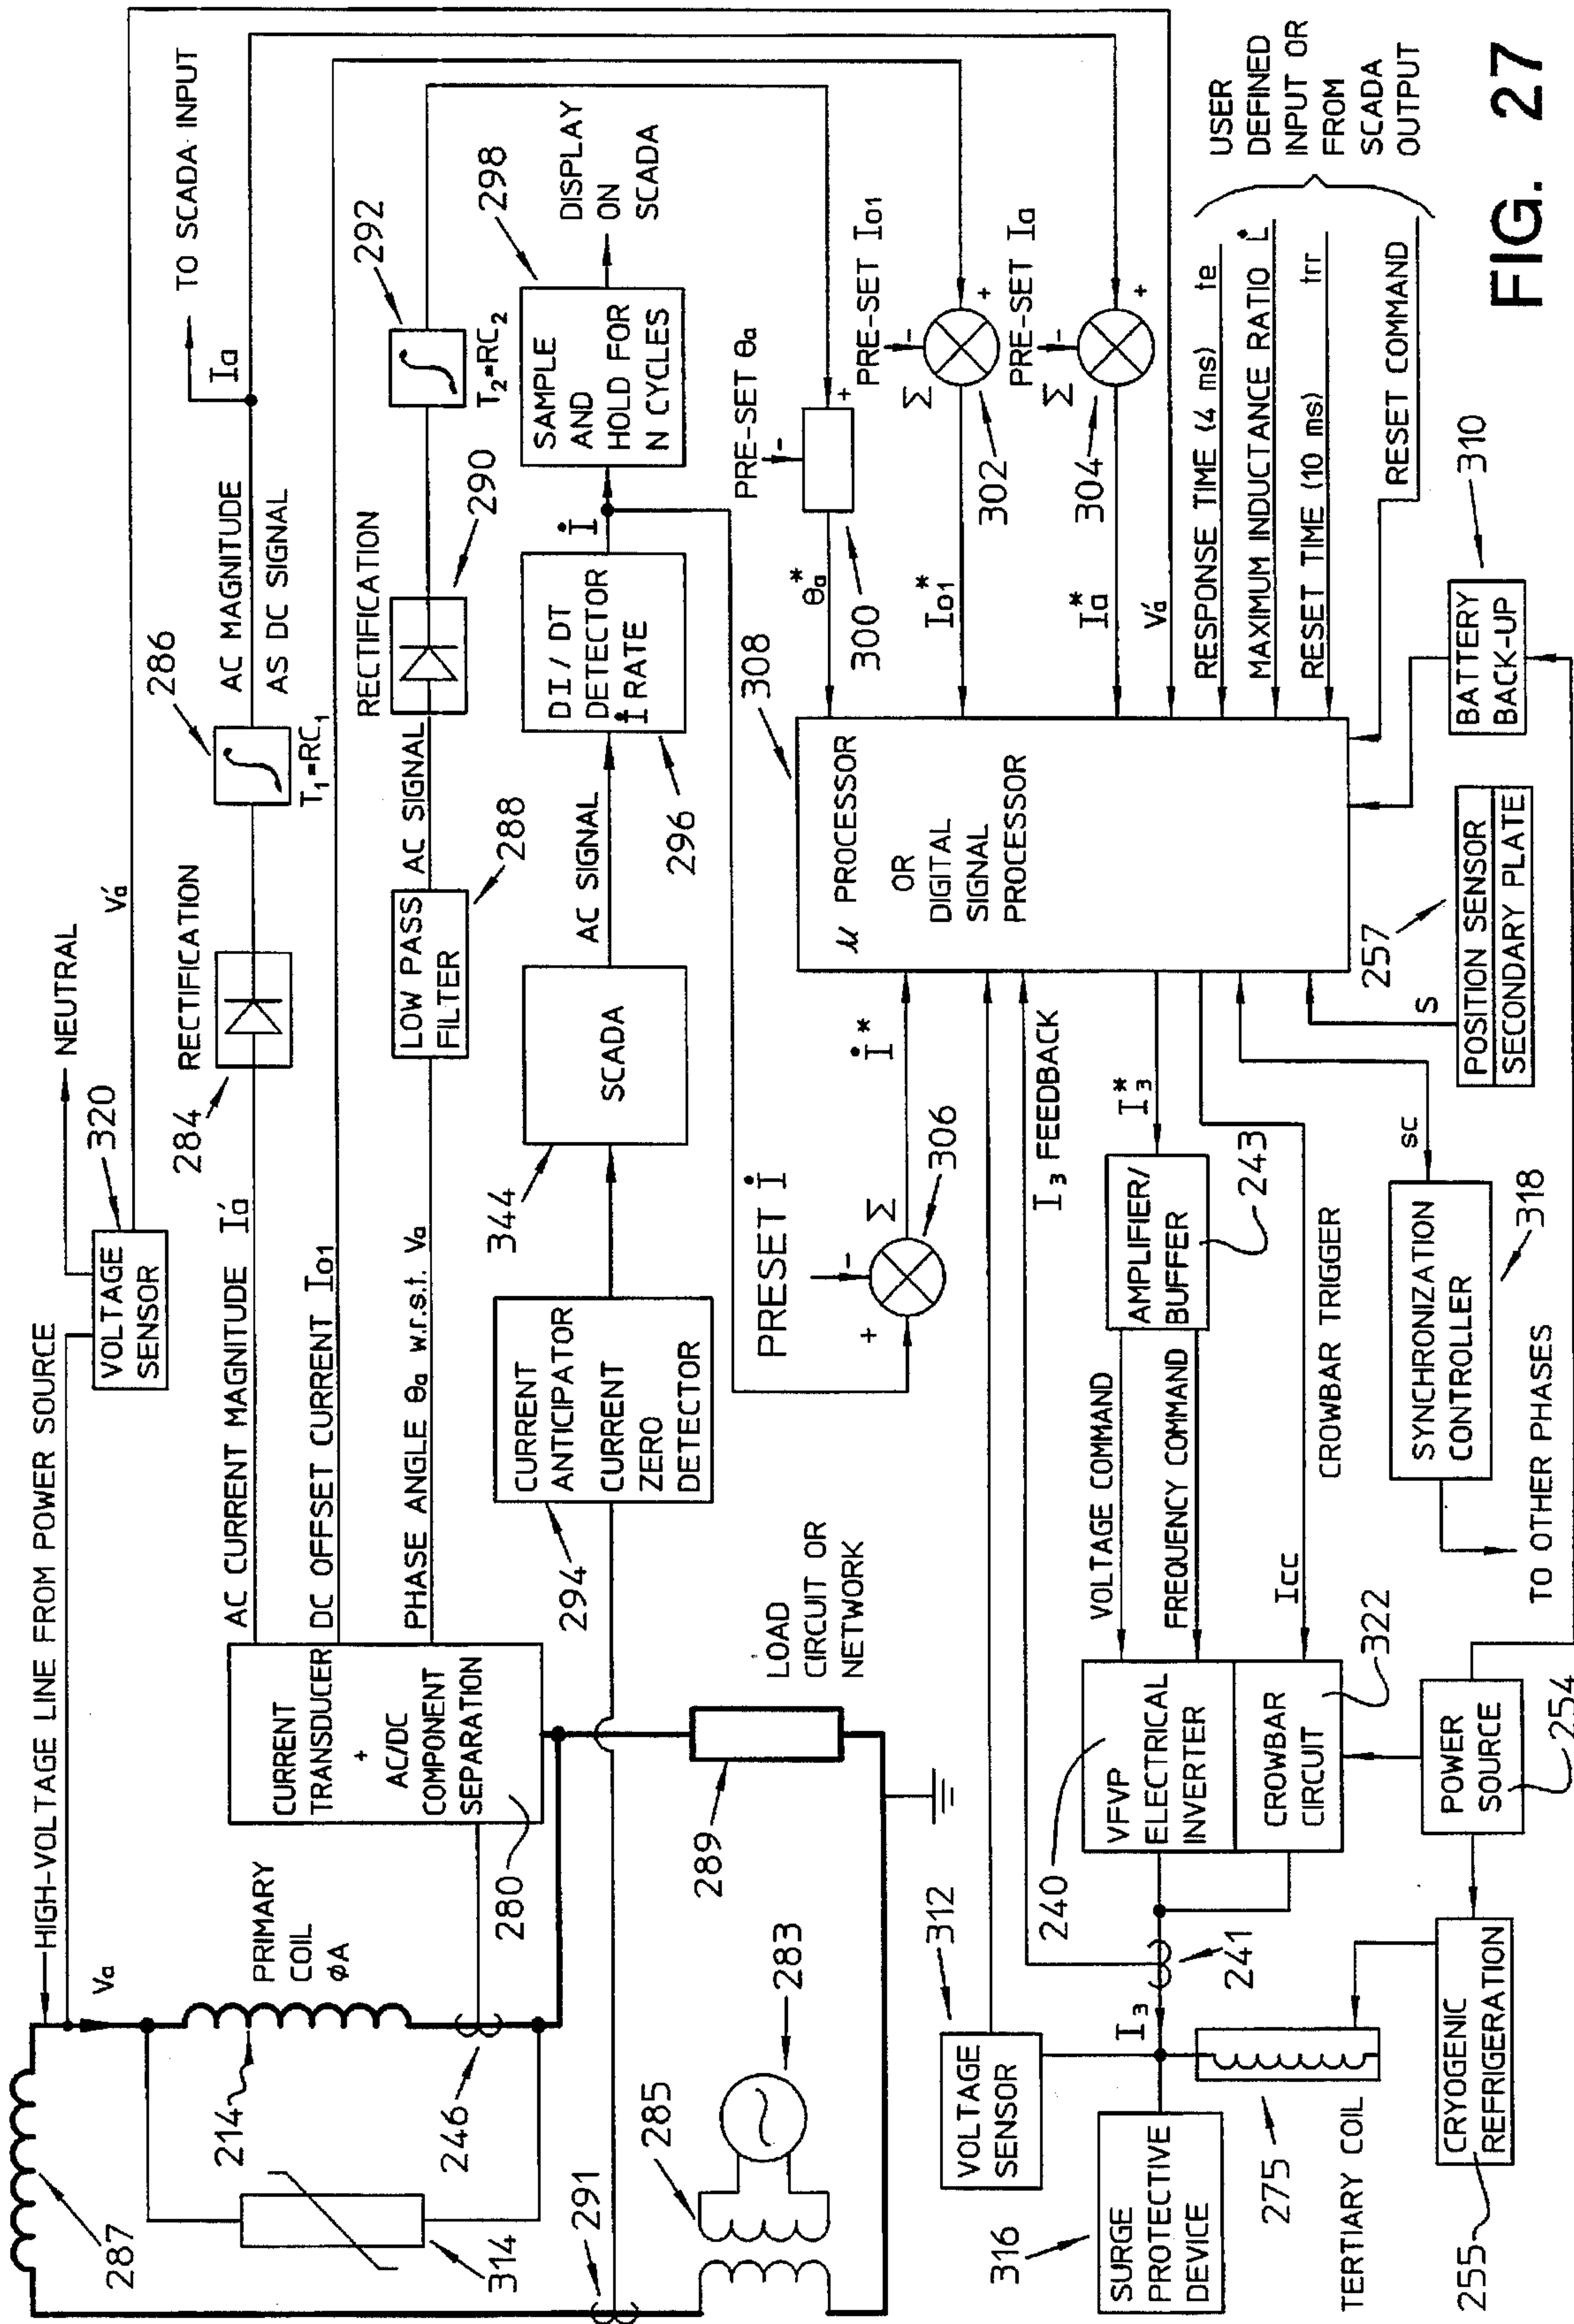 HIGH-VOLTAGE LINE FROM POWER SOURCE
Va
PRIMARY
COIL
ΦA
287
214
246
314
291
VOLTAGE
SENSOR
320
NEUTRAL
V'a
CURRENT
TRANSDUCER
+
AC/DC
COMPONENT
SEPARATION
280
AC CURRENT MAGNITUDE I'a
DC OFFSET CURRENT I01
PHASE ANGLE θa w.r.s.t. Va
284
RECTIFICATION
286
T1=RC1
AC MAGNITUDE
AS DC SIGNAL
Ia
TO SCADA INPUT
LOW PASS
FILTER
288
AC SIGNAL
RECTIFICATION
290
292
T2=RC2
CURRENT
ANTICIPATOR
CURRENT
ZERO
DETECTOR
294
344
SCADA
AC SIGNAL
DI / DT
DETECTOR
İ RATE
296
İ
SAMPLE
AND
HOLD FOR
N CYCLES
298
DISPLAY
ON
SCADA
283
285
289
LOAD
CIRCUIT OR
NETWORK
PRESET İ
-
+
Σ
306
İ*
PRE-SET θa
-
+
300
θa*
PRE-SET I01
-
+
Σ
302
I01*
PRE-SET Ia
-
+
Σ
304
Ia*
V'a
308
μ PROCESSOR
OR
DIGITAL
SIGNAL
PROCESSOR
RESPONSE TIME (4 ms) te
MAXIMUM INDUCTANCE RATIO L*
RESET TIME (10 ms) trr
RESET COMMAND
USER
DEFINED
INPUT OR
FROM
SCADA
OUTPUT
312
VOLTAGE
SENSOR
316
SURGE
PROTECTIVE
DEVICE
I3
241
275
TERTIARY COIL
I3 FEEDBACK
240
VFVP
ELECTRICAL
INVERTER
CROWBAR
CIRCUIT
322
VOLTAGE COMMAND
FREQUENCY COMMAND
AMPLIFIER/
BUFFER
243
I3*
Icc
CROWBAR TRIGGER
SYNCHRONIZATION
CONTROLLER
318
sc
TO OTHER PHASES
S
257
POSITION SENSOR
SECONDARY PLATE
BATTERY
BACK-UP
310
POWER
SOURCE
254
CRYOGENIC
REFRIGERATION
255
FIG. 27